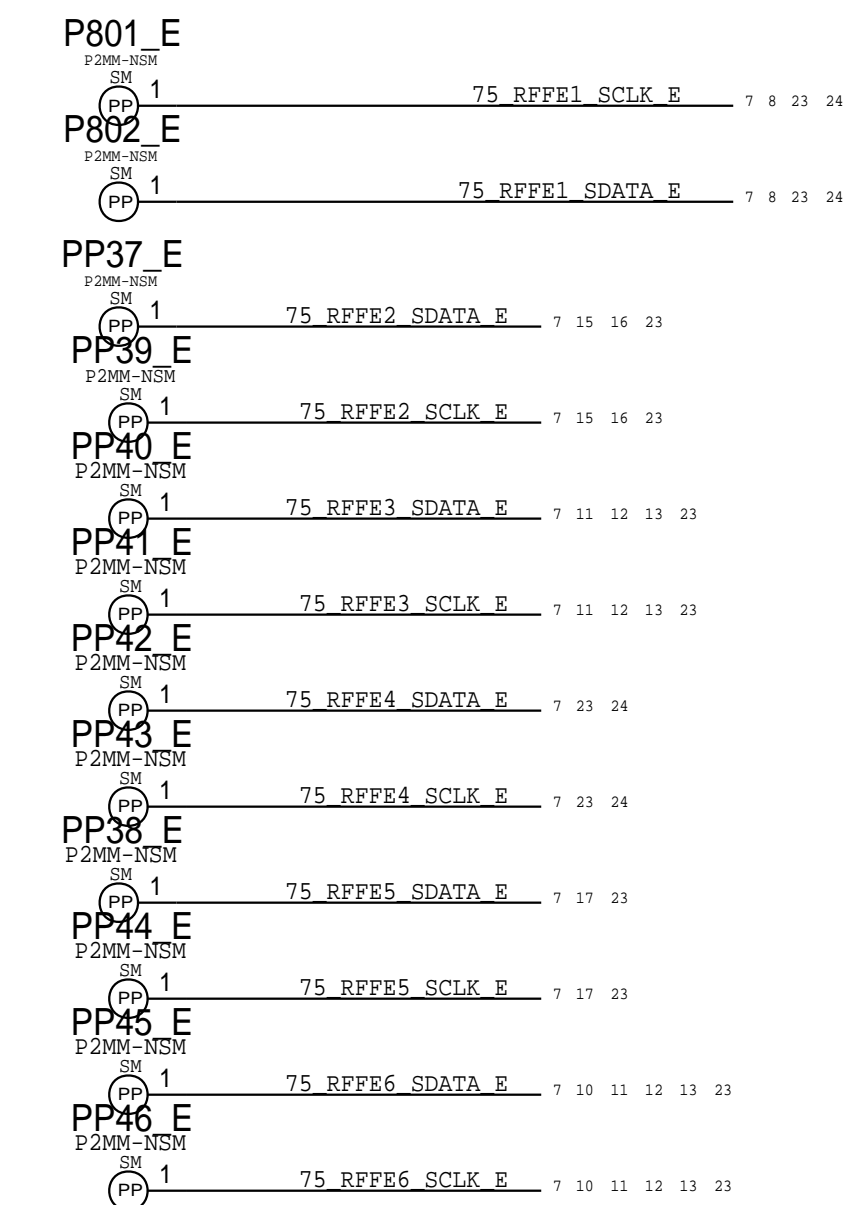 P801_E
P2MM-NSM
SM
PP 1 75_RFFE1_SCLK_E 7 8 23 24
P802_E
P2MM-NSM
SM
PP 1 75_RFFE1_SDATA_E 7 8 23 24
PP37_E
P2MM-NSM
SM
PP 1 75_RFFE2_SDATA_E 7 15 16 23
PP39_E
P2MM-NSM
SM
PP 1 75_RFFE2_SCLK_E 7 15 16 23
PP40_E
P2MM-NSM
SM
PP 1 75_RFFE3_SDATA_E 7 11 12 13 23
PP41_E
P2MM-NSM
SM
PP 1 75_RFFE3_SCLK_E 7 11 12 13 23
PP42_E
P2MM-NSM
SM
PP 1 75_RFFE4_SDATA_E 7 23 24
PP43_E
P2MM-NSM
SM
PP 1 75_RFFE4_SCLK_E 7 23 24
PP38_E
P2MM-NSM
SM
PP 1 75_RFFE5_SDATA_E 7 17 23
PP44_E
P2MM-NSM
SM
PP 1 75_RFFE5_SCLK_E 7 17 23
PP45_E
P2MM-NSM
SM
PP 1 75_RFFE6_SDATA_E 7 10 11 12 13 23
PP46_E
P2MM-NSM
SM
PP 1 75_RFFE6_SCLK_E 7 10 11 12 13 23